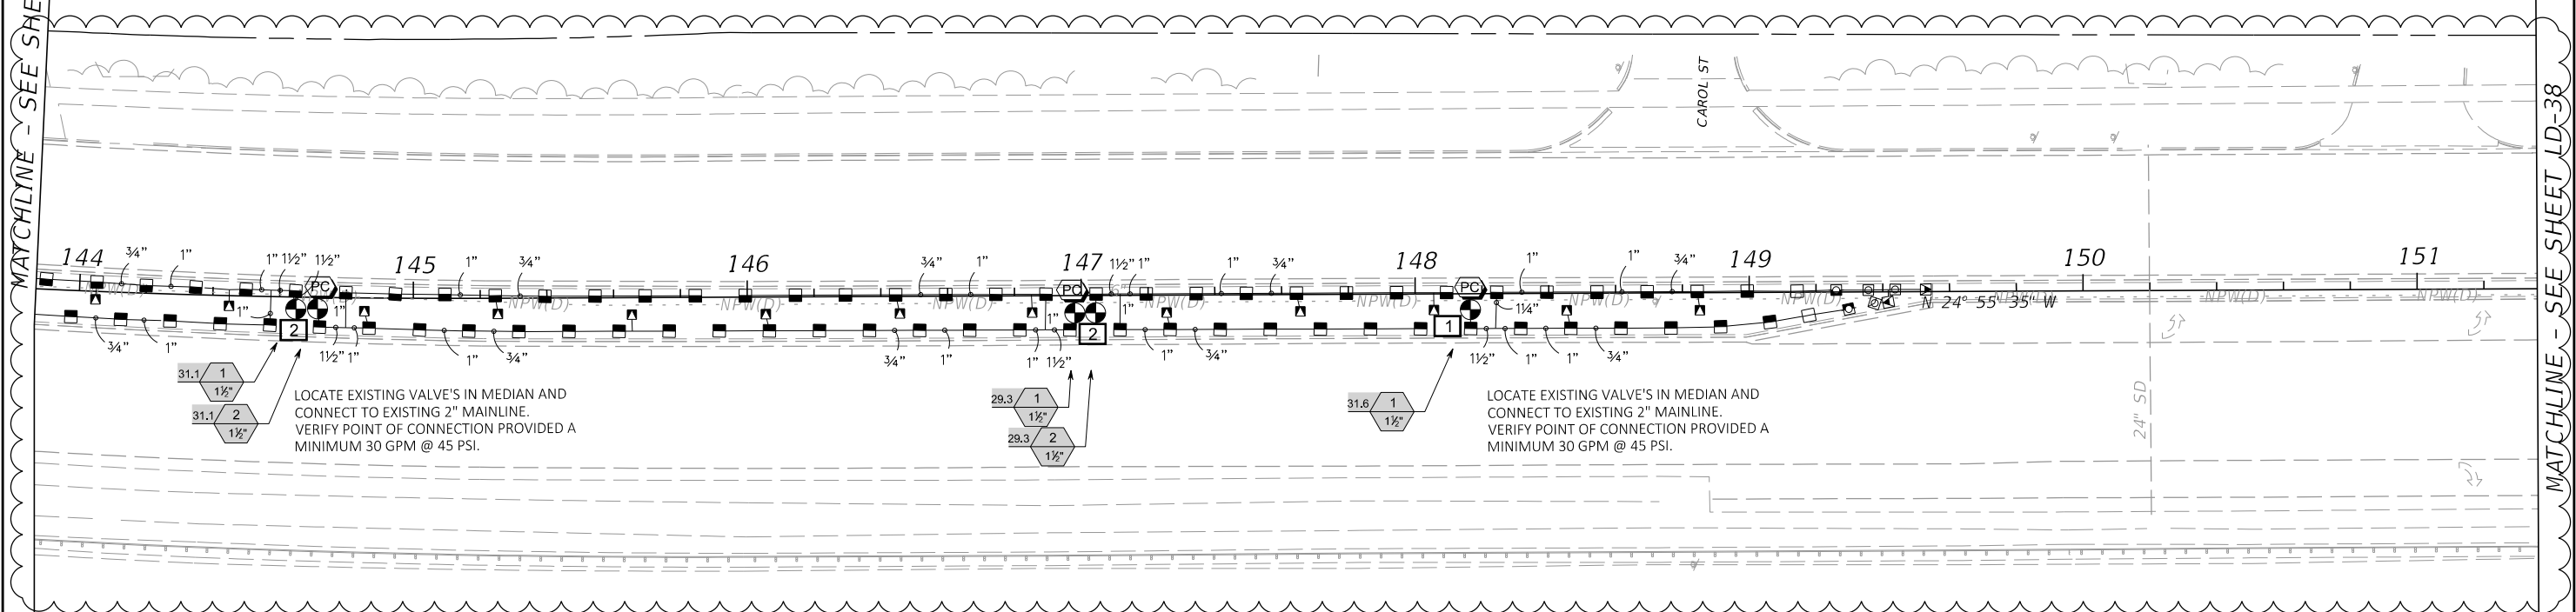 MATCHLINE - SEE SHE
CAROL ST
MATCHLINE - SEE SHEET LD-38
144
145
146
147
148
149
150
151
¾"
1"
1"
1½"
1½"
1"
¾"
¾"
1"
1½"
1"
1"
¾"
1"
1"
¾"
PC
PC
PC
NPW(D)
NPW(D)
NPW(D)
NPW(D)
NPW(D)
NPW(D)
NPW(D)
NPW(D)
NPW(D)
NPW(D)
N 24° 55' 35" W
1"
1"
1"
1"
1¼"
2
2
1
¾"
1"
1½"
1"
1"
¾"
¾"
1"
1"
1½"
1"
¾"
1½"
1"
1"
¾"
31.1
1
1½"
31.1
2
1½"
LOCATE EXISTING VALVE'S IN MEDIAN AND
CONNECT TO EXISTING 2" MAINLINE.
VERIFY POINT OF CONNECTION PROVIDED A
MINIMUM 30 GPM @ 45 PSI.
29.3
1
1½"
29.3
2
1½"
31.6
1
1½"
LOCATE EXISTING VALVE'S IN MEDIAN AND
CONNECT TO EXISTING 2" MAINLINE.
VERIFY POINT OF CONNECTION PROVIDED A
MINIMUM 30 GPM @ 45 PSI.
24" SD